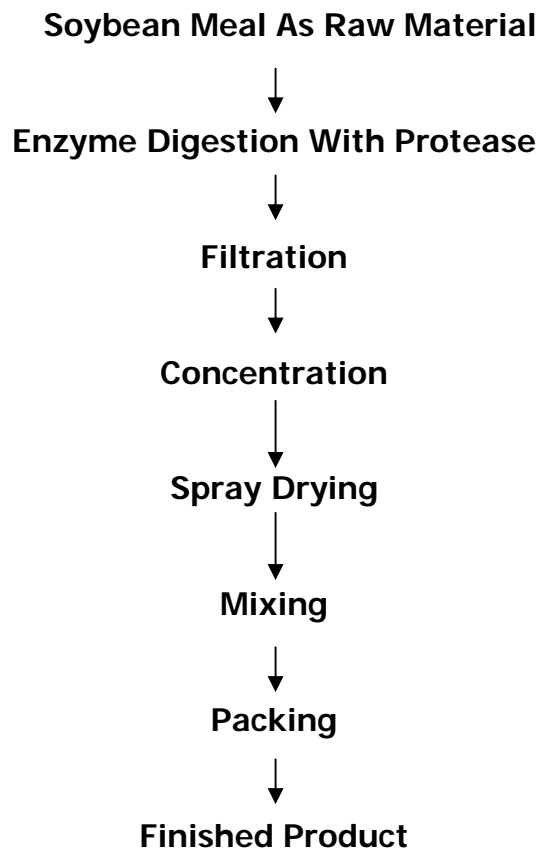 Soybean Meal As Raw Material
Enzyme Digestion With Protease
Filtration
Concentration
Spray Drying
Mixing
Packing
Finished Product